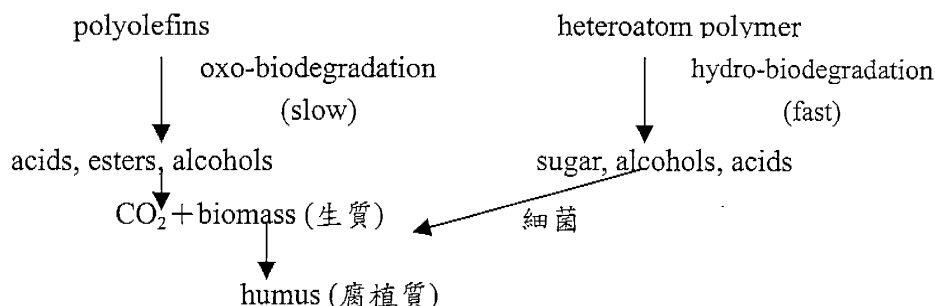 polyolefins heteroatom polymer
oxo-biodegradation hydro-biodegradation
(slow) (fast)
acids, esters, alcohols sugar, alcohols, acids
CO₂+biomass (生質) 細菌
humus (腐植質)